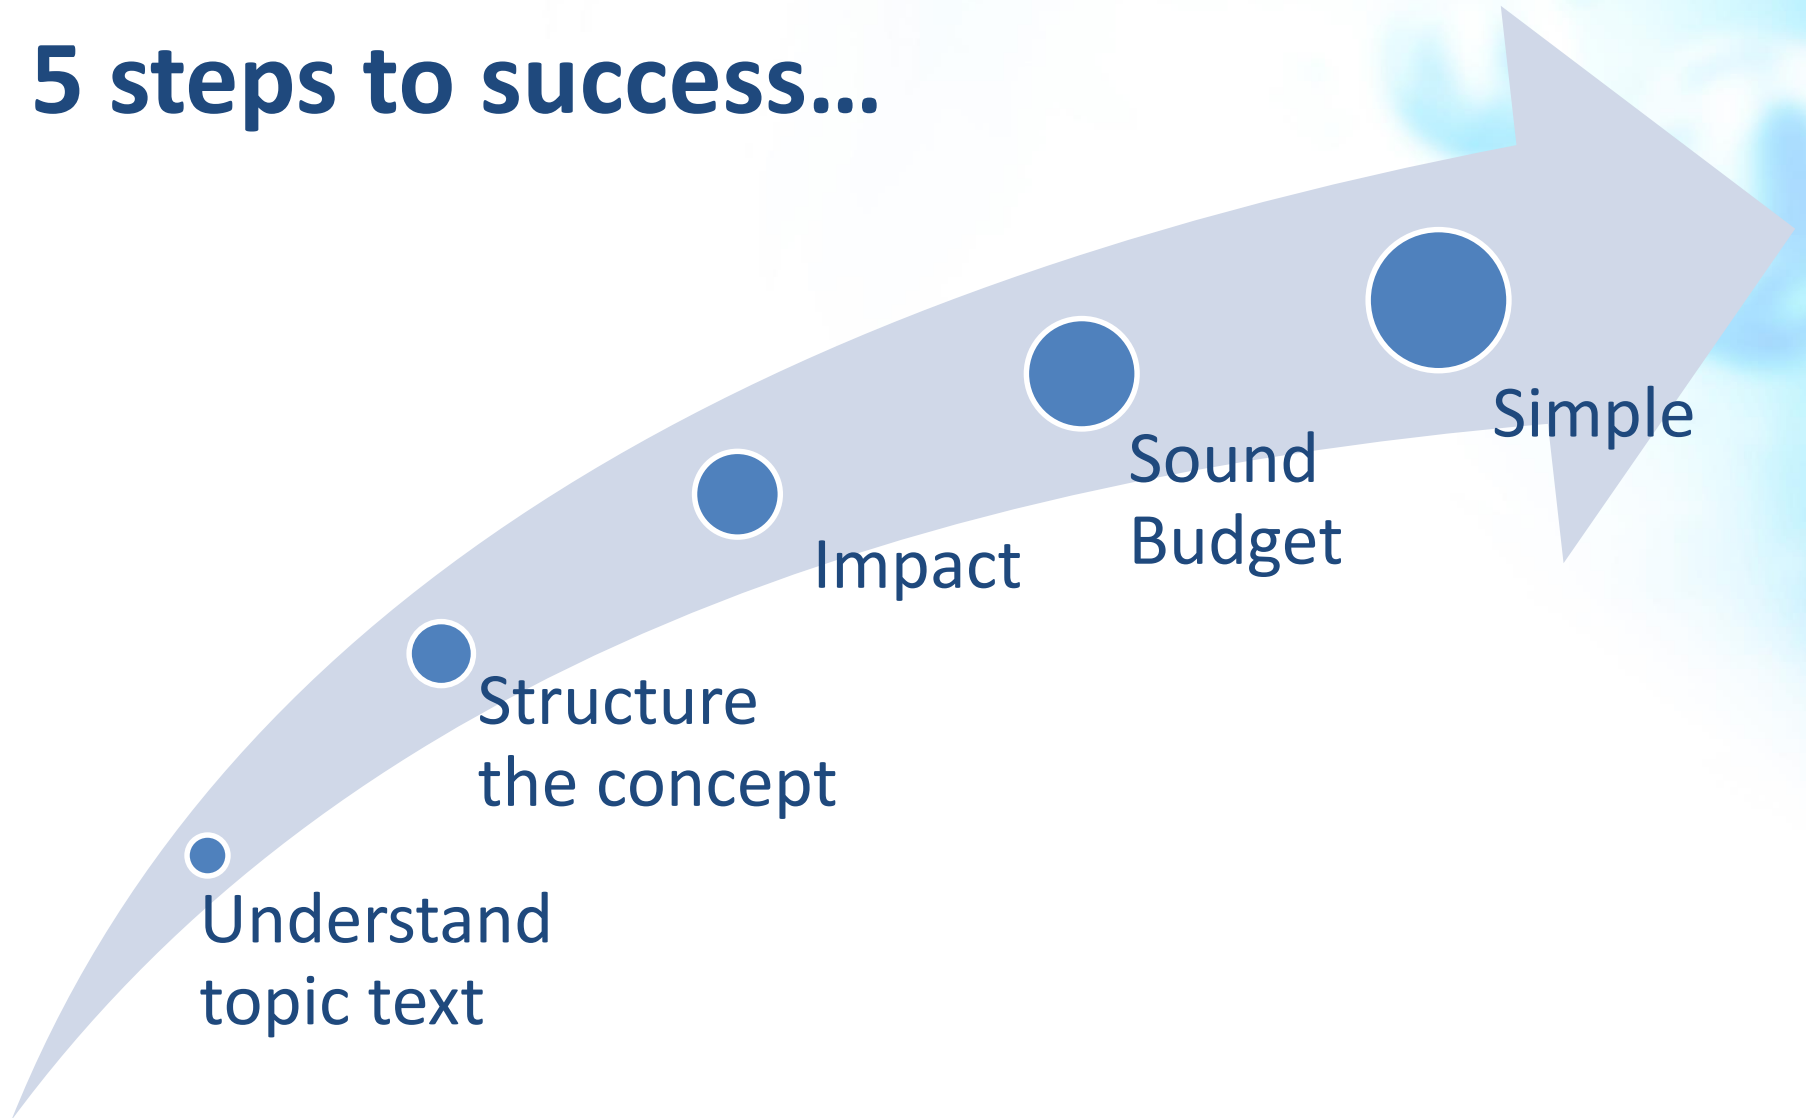 5 steps to success...
Understand
topic text
Structure
the concept
Impact
Sound
Budget
Simple